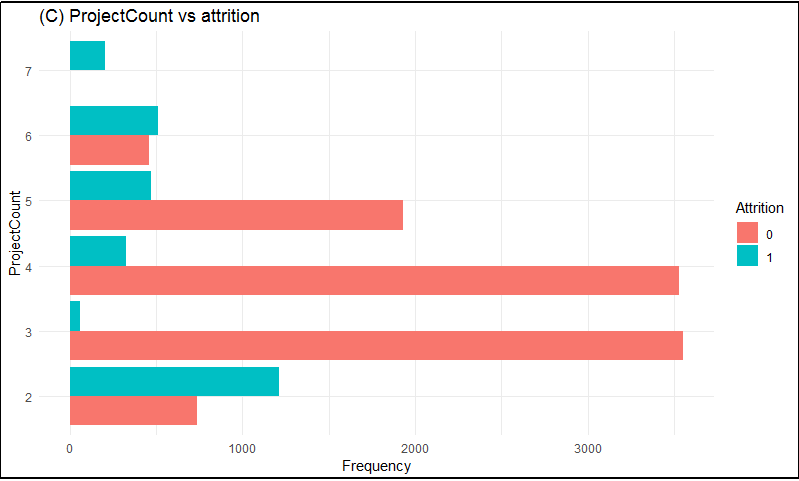 (C) ProjectCount vs attrition
7
6
5
4
3
2
ProjectCount
0 1000 2000 3000
Frequency
Attrition
0
1